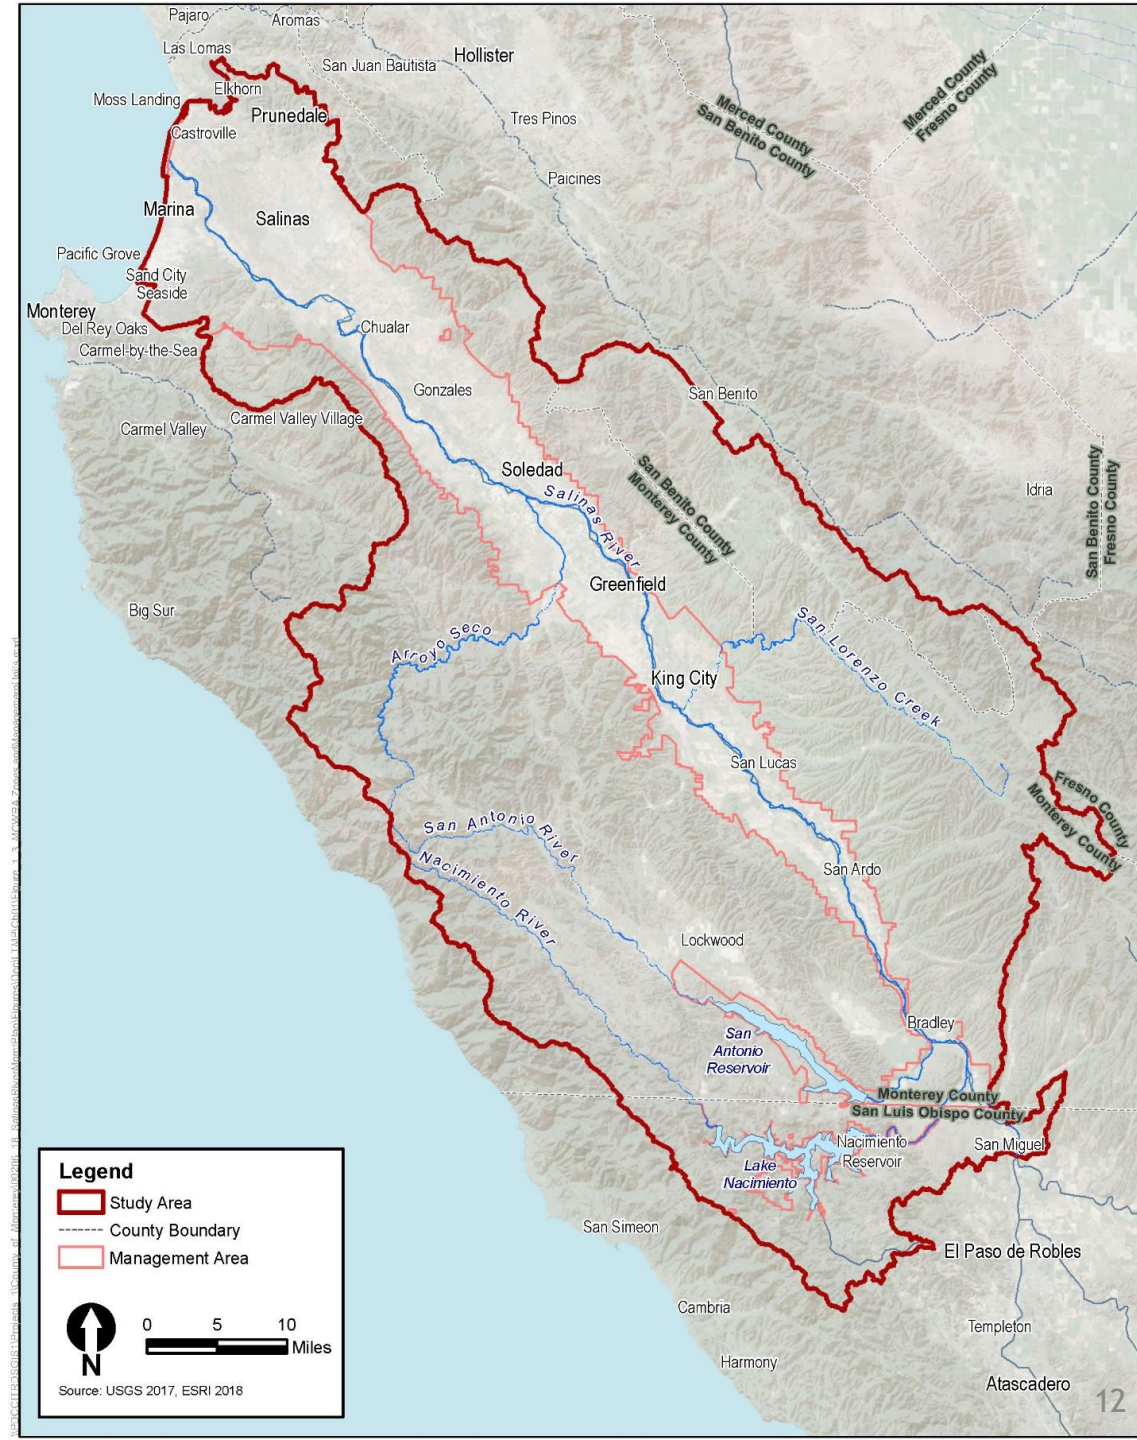 Pajaro
Aromas
Las Lomas
San Juan Bautista
Hollister
Elkhorn
Moss Landing
Prunedale
Castroville
Tres Pinos
Merced County
San Benito County
Merced County
Fresno County
Paicines
Marina
Salinas
Pacific Grove
Sand City
Seaside
Monterey
Del Rey Oaks
Carmel-by-the-Sea
Chualar
Gonzales
San Benito
Carmel Valley Village
Carmel Valley
Soledad
Salinas River
San Benito County
Monterey County
Idria
San Benito County
Fresno County
Greenfield
Big Sur
Arroyo Seco
San Lorenzo Creek
King City
San Lucas
Fresno County
Monterey County
San Antonio River
Nacimiento River
San Ardo
Lockwood
Bradley
San
Antonio
Reservoir
Monterey County
San Luis Obispo County
Nacimiento
Reservoir
San Miguel
Lake
Nacimiento
San Simeon
El Paso de Robles
Cambria
Templeton
Harmony
Atascadero
Legend
Study Area
County Boundary
Management Area
0 5 10
Miles
N
Source: USGS 2017, ESRI 2018
12